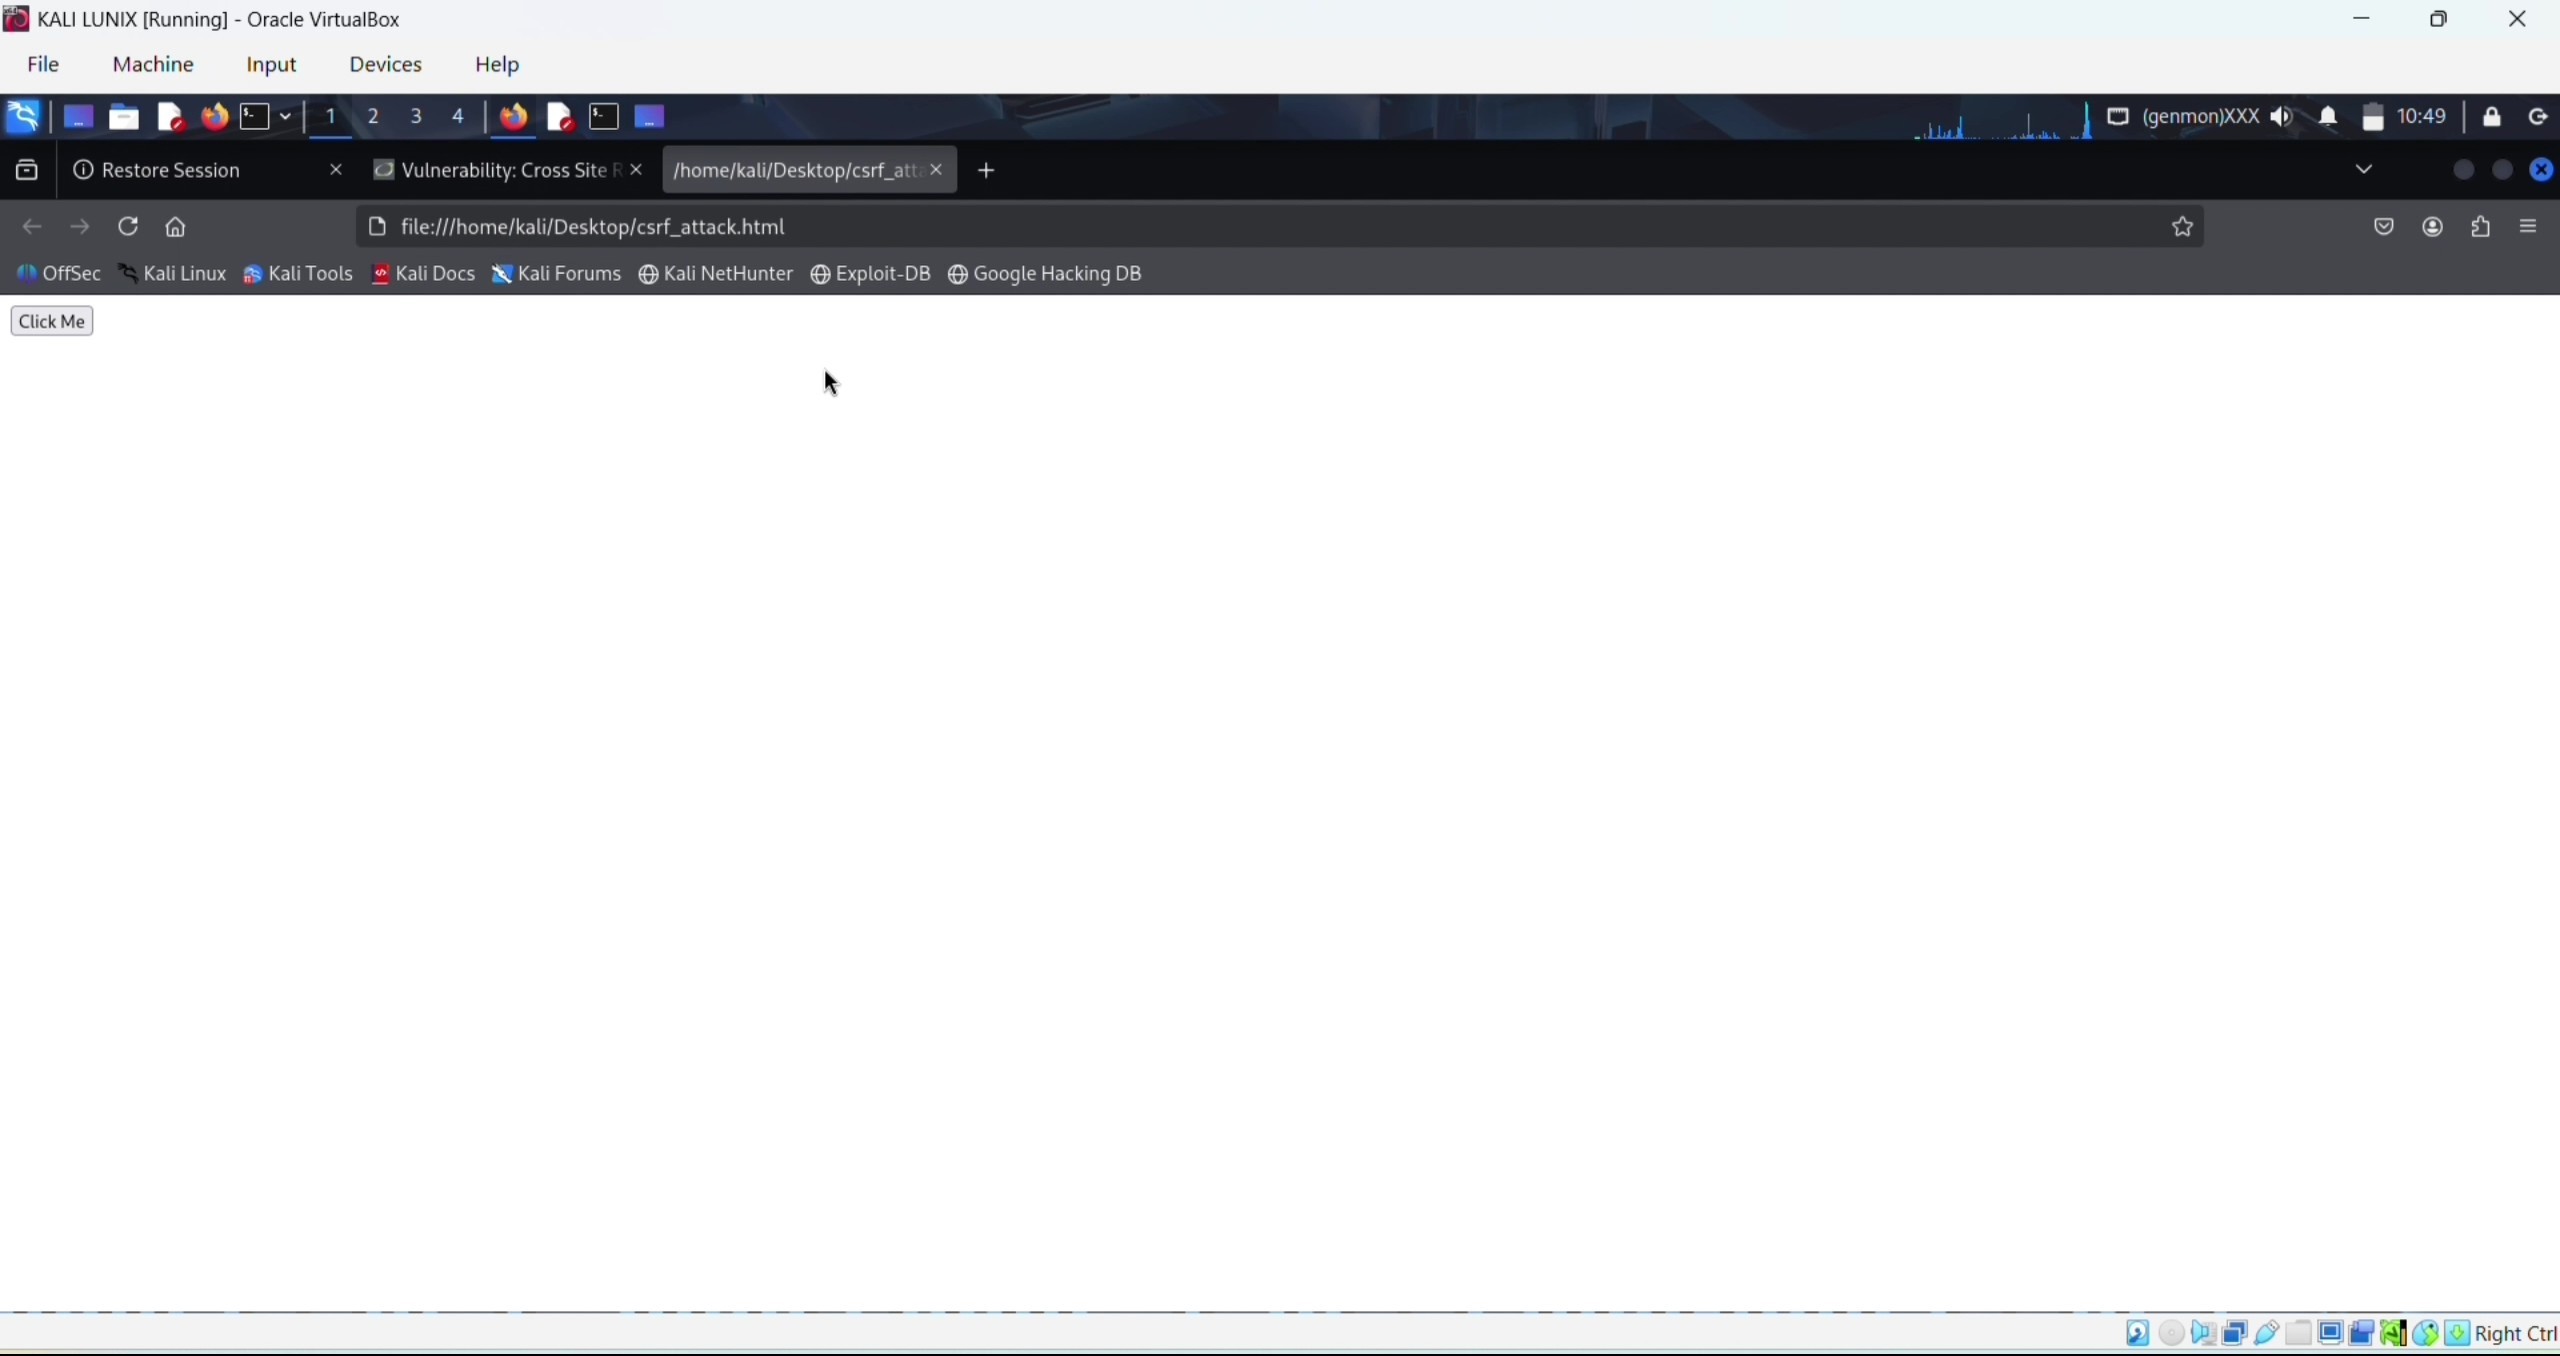 KALI LUNIX [Running] - Oracle VirtualBox
File Machine Input Devices Help
1 2 3 4 (genmon)XXX 10:49
Restore Session Vulnerability: Cross Site R /home/kali/Desktop/csrf_atta
file:///home/kali/Desktop/csrf_attack.html
OffSec Kali Linux Kali Tools Kali Docs Kali Forums Kali NetHunter Exploit-DB Google Hacking DB
Click Me
Right Ctrl